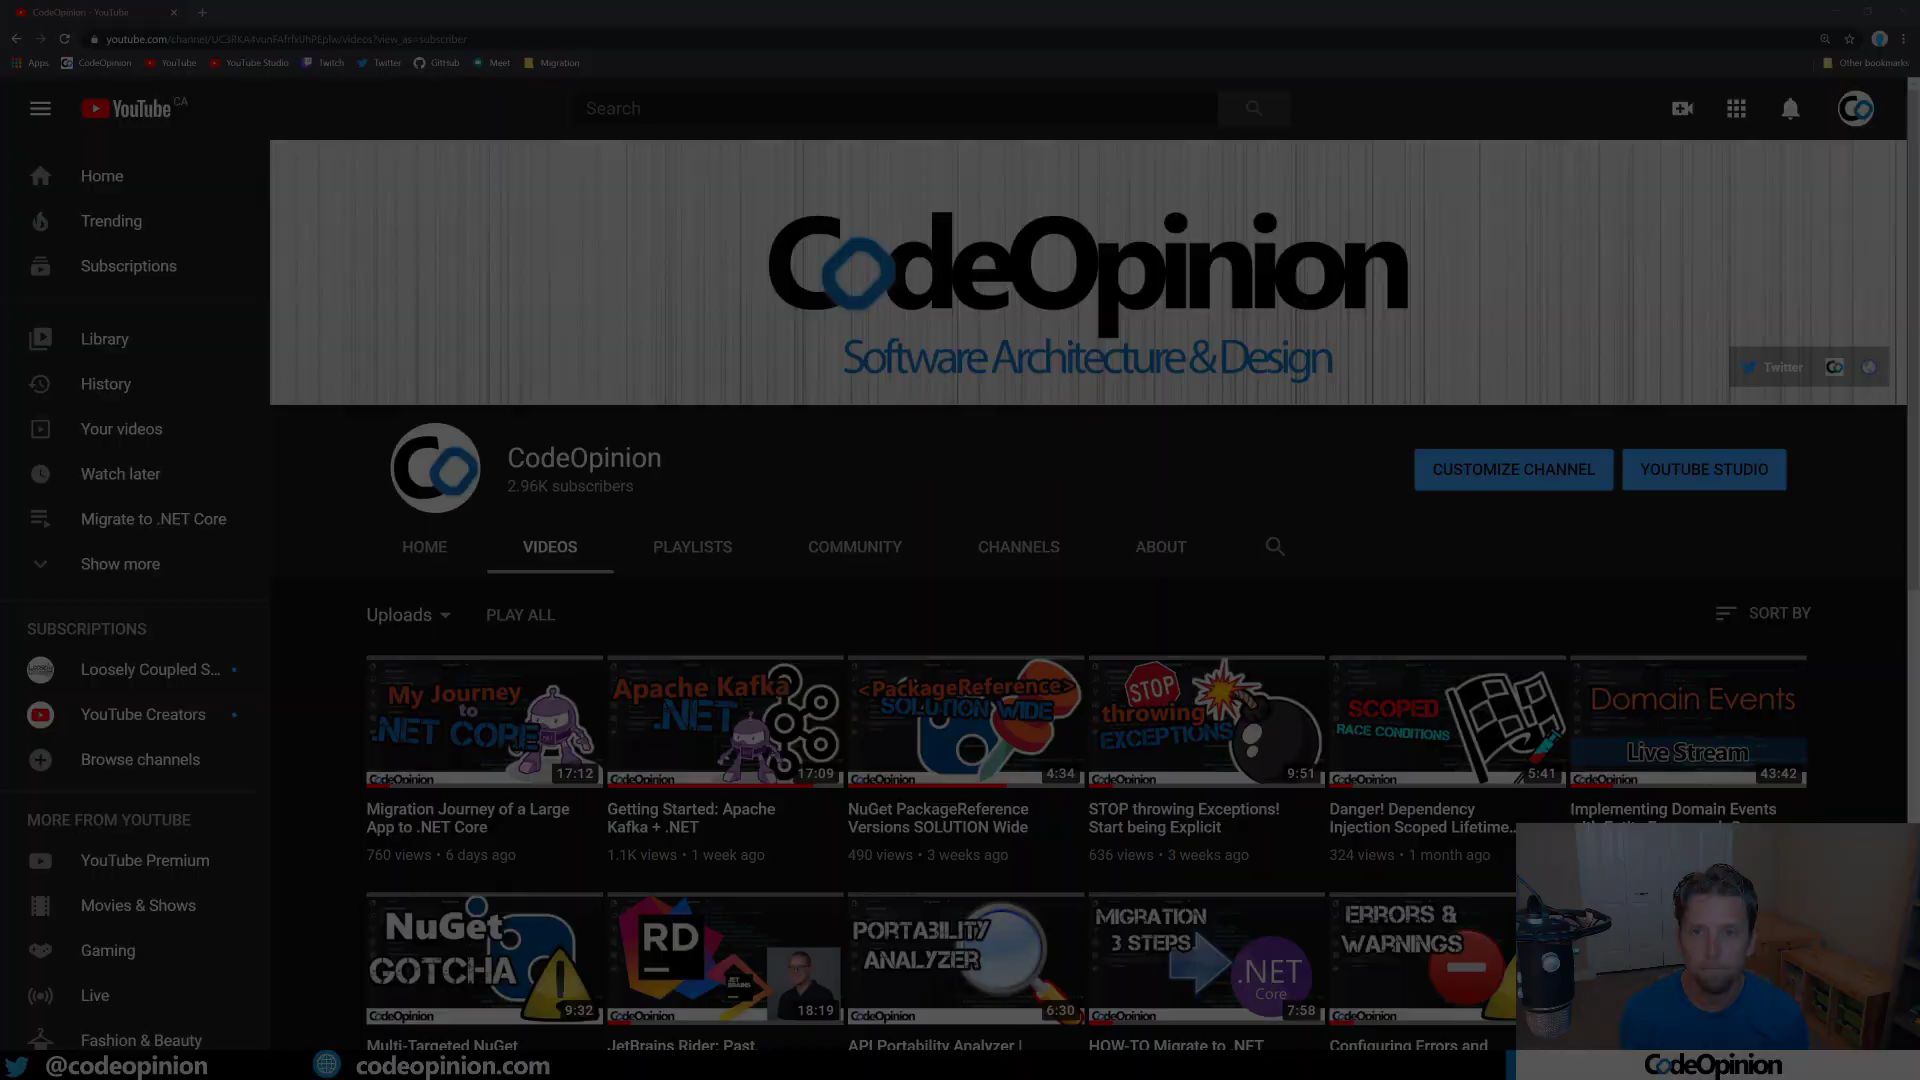 CodeOpinion - YouTube
Apps
CodeOpinion
YouTube
YouTube Studio
Twitch
Twitter
GitHub
Meet
Migration
Other bookmarks
YouTube CA
Search
Home
Trending
Subscriptions
Library
History
Your videos
Watch later
Migrate to .NET Core
Show more
SUBSCRIPTIONS
Loosely Coupled S...
YouTube Creators
Browse channels
MORE FROM YOUTUBE
YouTube Premium
Movies & Shows
Gaming
Live
Fashion & Beauty
CodeOpinion
Software Architecture & Design
Twitter
CodeOpinion
2.96K subscribers
CUSTOMIZE CHANNEL
YOUTUBE STUDIO
HOME
VIDEOS
PLAYLISTS
COMMUNITY
CHANNELS
ABOUT
Uploads
PLAY ALL
SORT BY
My Journey
to
.NET CORE
CodeOpinion
17:12
Migration Journey of a Large
App to .NET Core
760 views • 6 days ago
Apache Kafka
.NET
CodeOpinion
17:09
Getting Started: Apache
Kafka + .NET
1.1K views • 1 week ago
<PackageReference>
SOLUTION WIDE
CodeOpinion
4:34
NuGet PackageReference
Versions SOLUTION Wide
490 views • 3 weeks ago
STOP
throwing
EXCEPTIONS
CodeOpinion
9:51
STOP throwing Exceptions!
Start being Explicit
636 views • 3 weeks ago
SCOPED
RACE CONDITIONS
CodeOpinion
5:41
Danger! Dependency
Injection Scoped Lifetime...
324 views • 1 month ago
Domain Events
Live Stream
CodeOpinion
43:42
Implementing Domain Events
NuGet
GOTCHA
CodeOpinion
9:32
Multi-Targeted NuGet
RD
JET
BRAINS
CodeOpinion
18:19
JetBrains Rider: Past,
PORTABILITY
ANALYZER
CodeOpinion
6:30
API Portability Analyzer |
MIGRATION
3 STEPS
.NET
Core
CodeOpinion
7:58
HOW-TO Migrate to .NET
ERRORS &
WARNINGS
CodeOpinion
Configuring Errors and
@codeopinion
codeopinion.com
CodeOpinion